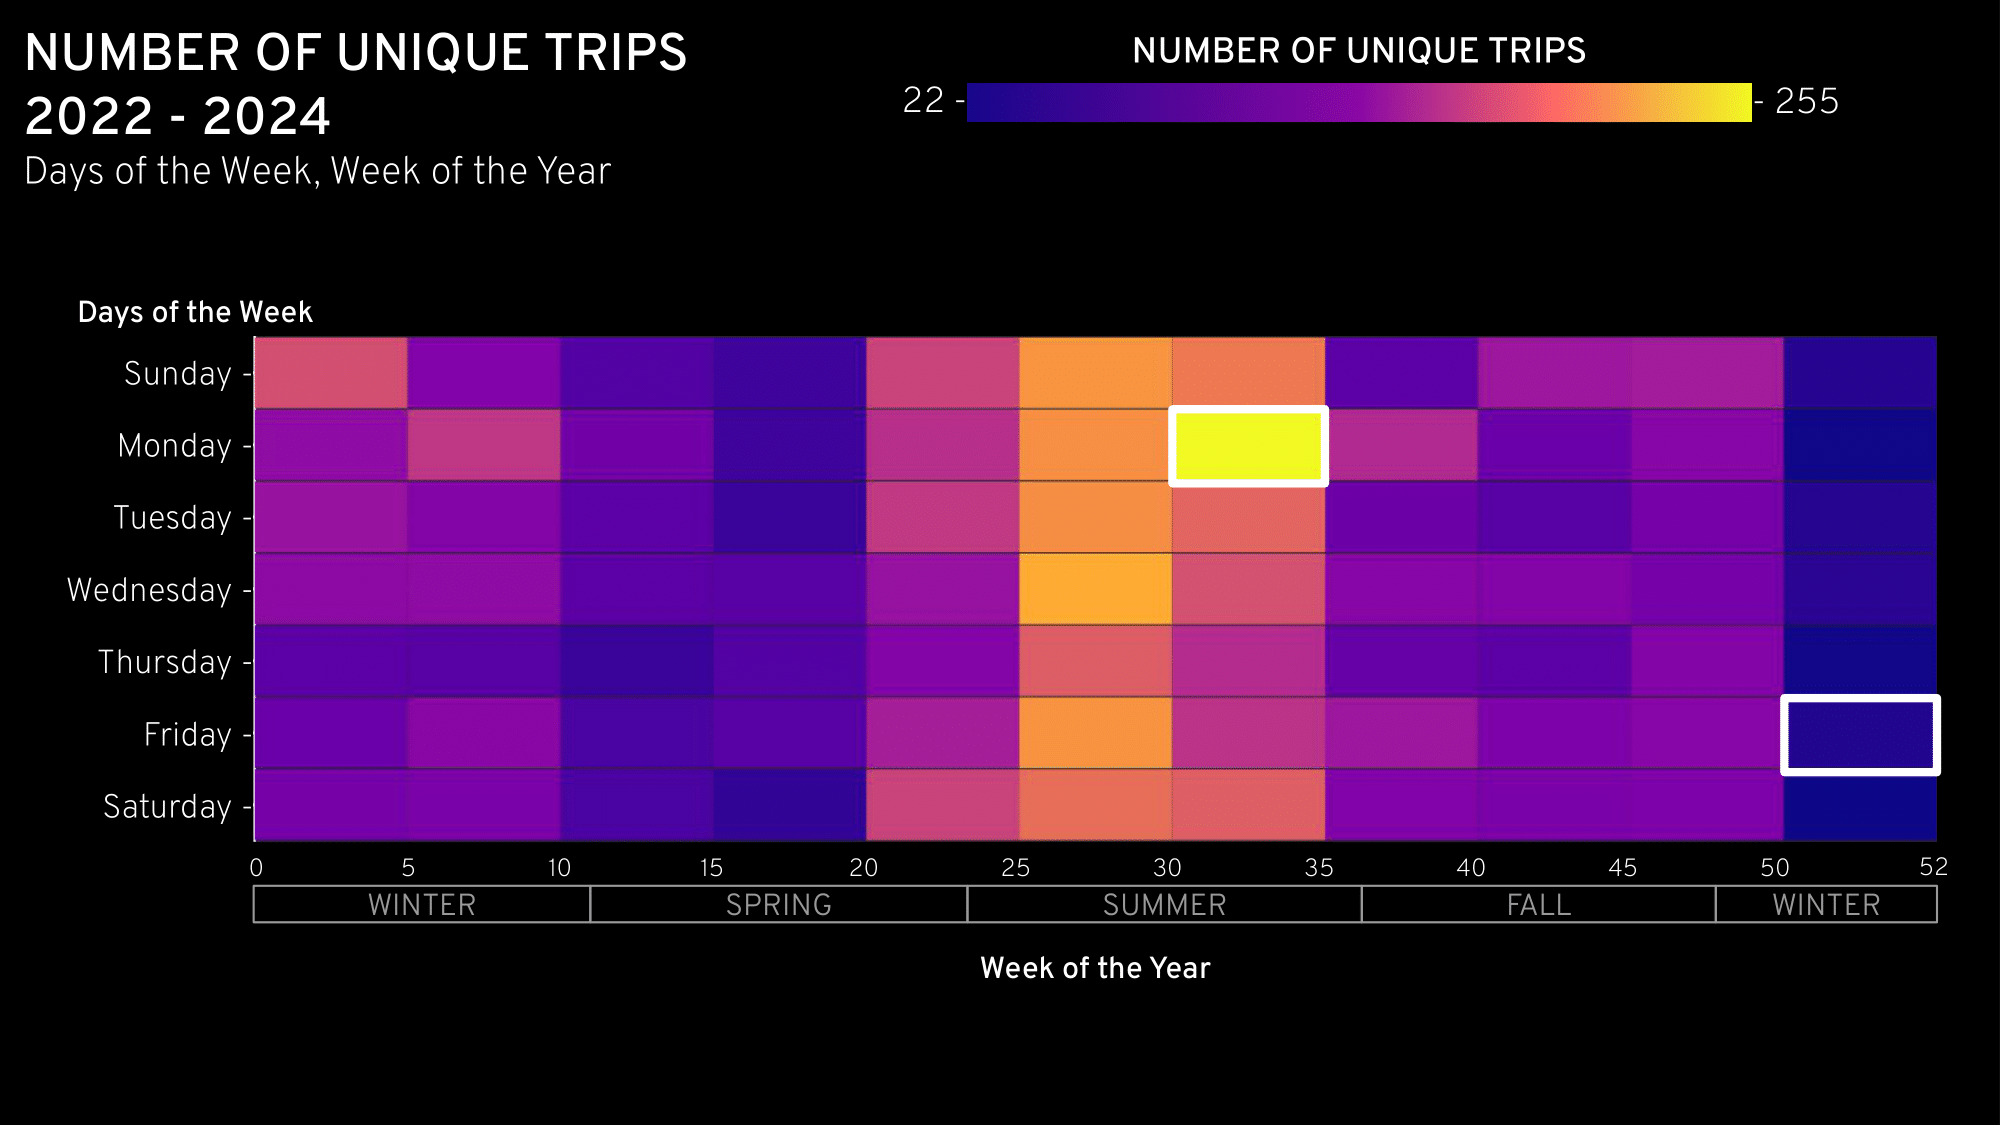 NUMBER OF UNIQUE TRIPS
2022 - 2024
Days of the Week, Week of the Year
NUMBER OF UNIQUE TRIPS
22 -
- 255
Days of the Week
Sunday -
Monday -
Tuesday -
Wednesday -
Thursday -
Friday -
Saturday -
0 5 10 15 20 25 30 35 40 45 50 52
WINTER SPRING SUMMER FALL WINTER
Week of the Year